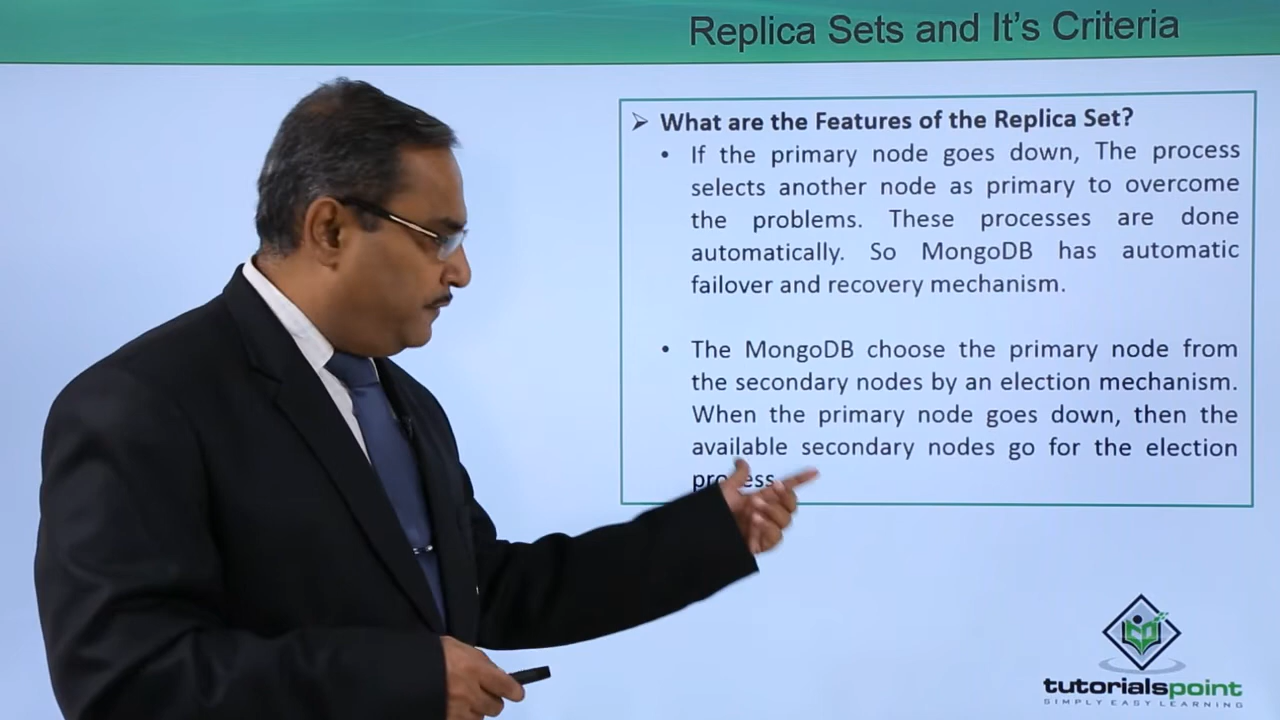 Replica Sets and It's Criteria
➢ What are the Features of the Replica Set?
• If the primary node goes down, The process
selects another node as primary to overcome
the problems. These processes are done
automatically. So MongoDB has automatic
failover and recovery mechanism.
• The MongoDB choose the primary node from
the secondary nodes by an election mechanism.
When the primary node goes down, then the
available secondary nodes go for the election
tutorialspoint
SIMPLY EASY LEARNING